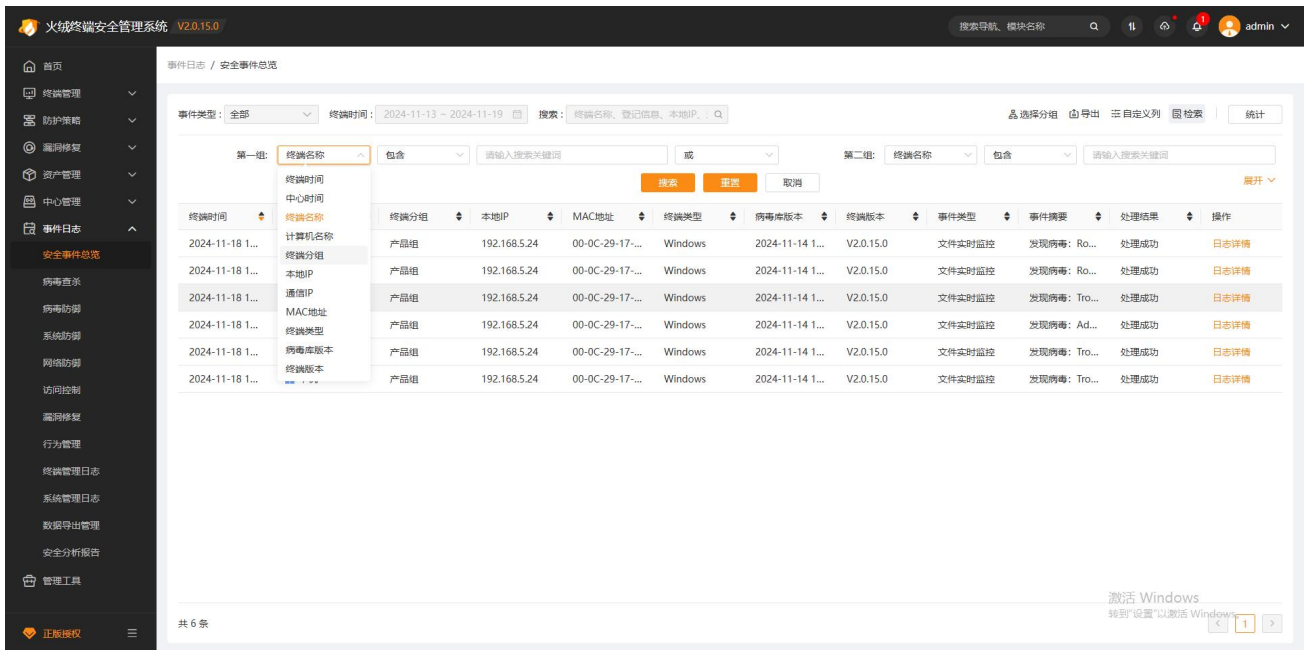 火绒终端安全管理系统 V2.0.15.0 搜索导航、模块名称 1 admin
首页
终端管理
防护策略
漏洞修复
资产管理
中心管理
事件日志
安全事件总览
病毒查杀
病毒防御
系统防御
网络防御
访问控制
漏洞修复
行为管理
终端管理日志
系统管理日志
数据导出管理
安全分析报告
管理工具
正版授权
事件日志 / 安全事件总览
事件类型: 全部 终端时间: 2024-11-13 ~ 2024-11-19 搜索: 终端名称、登记信息、本地IP、 选择分组 导出 自定义列 检索 统计
第一组: 终端名称 包含 请输入搜索关键词 或 第二组: 终端名称 包含 请输入搜索关键词
搜索 重置 取消 展开
终端时间
中心时间
终端名称
计算机名称
终端分组
本地IP
通信IP
MAC地址
终端类型
病毒库版本
终端版本
终端时间 终端分组 本地IP MAC地址 终端类型 病毒库版本 终端版本 事件类型 事件摘要 处理结果 操作
2024-11-18 1... 产品组 192.168.5.24 00-0C-29-17-... Windows 2024-11-14 1... V2.0.15.0 文件实时监控 发现病毒: Ro... 处理成功 日志详情
2024-11-18 1... 产品组 192.168.5.24 00-0C-29-17-... Windows 2024-11-14 1... V2.0.15.0 文件实时监控 发现病毒: Ro... 处理成功 日志详情
2024-11-18 1... 产品组 192.168.5.24 00-0C-29-17-... Windows 2024-11-14 1... V2.0.15.0 文件实时监控 发现病毒: Tro... 处理成功 日志详情
2024-11-18 1... 产品组 192.168.5.24 00-0C-29-17-... Windows 2024-11-14 1... V2.0.15.0 文件实时监控 发现病毒: Ad... 处理成功 日志详情
2024-11-18 1... 产品组 192.168.5.24 00-0C-29-17-... Windows 2024-11-14 1... V2.0.15.0 文件实时监控 发现病毒: Tro... 处理成功 日志详情
2024-11-18 1... 产品组 192.168.5.24 00-0C-29-17-... Windows 2024-11-14 1... V2.0.15.0 文件实时监控 发现病毒: Tro... 处理成功 日志详情
共 6 条
激活 Windows
转到"设置"以激活 Windows。
1